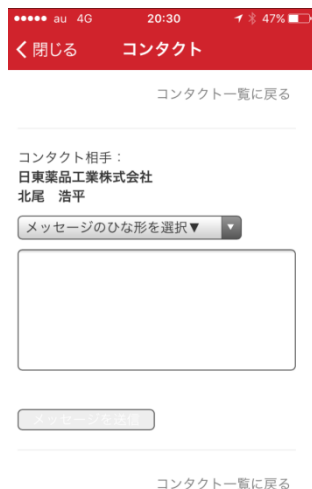 au 4G 20:30 47%
閉じる コンタクト
コンタクト一覧に戻る
コンタクト相手：
日東薬品工業株式会社
北尾　浩平
メッセージのひな形を選択▼
メッセージを送信
コンタクト一覧に戻る